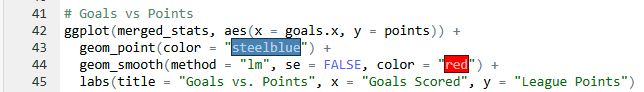 41 # Goals vs Points
42 ggplot(merged_stats, aes(x = goals.x, y = points)) +
43   geom_point(color = "steelblue") +
44   geom_smooth(method = "lm", se = FALSE, color = "red") +
45   labs(title = "Goals vs. Points", x = "Goals Scored", y = "League Points")